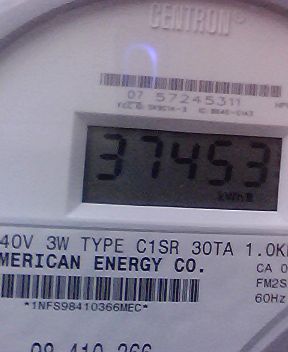 CENTRON®
07 57245311
37453
kWh
40V 3W TYPE C1SR 30TA 1.0K
MERICAN ENERGY CO.
CA 0
FM2S
60Hz
*1NFS98410366MEC*
98 410 366